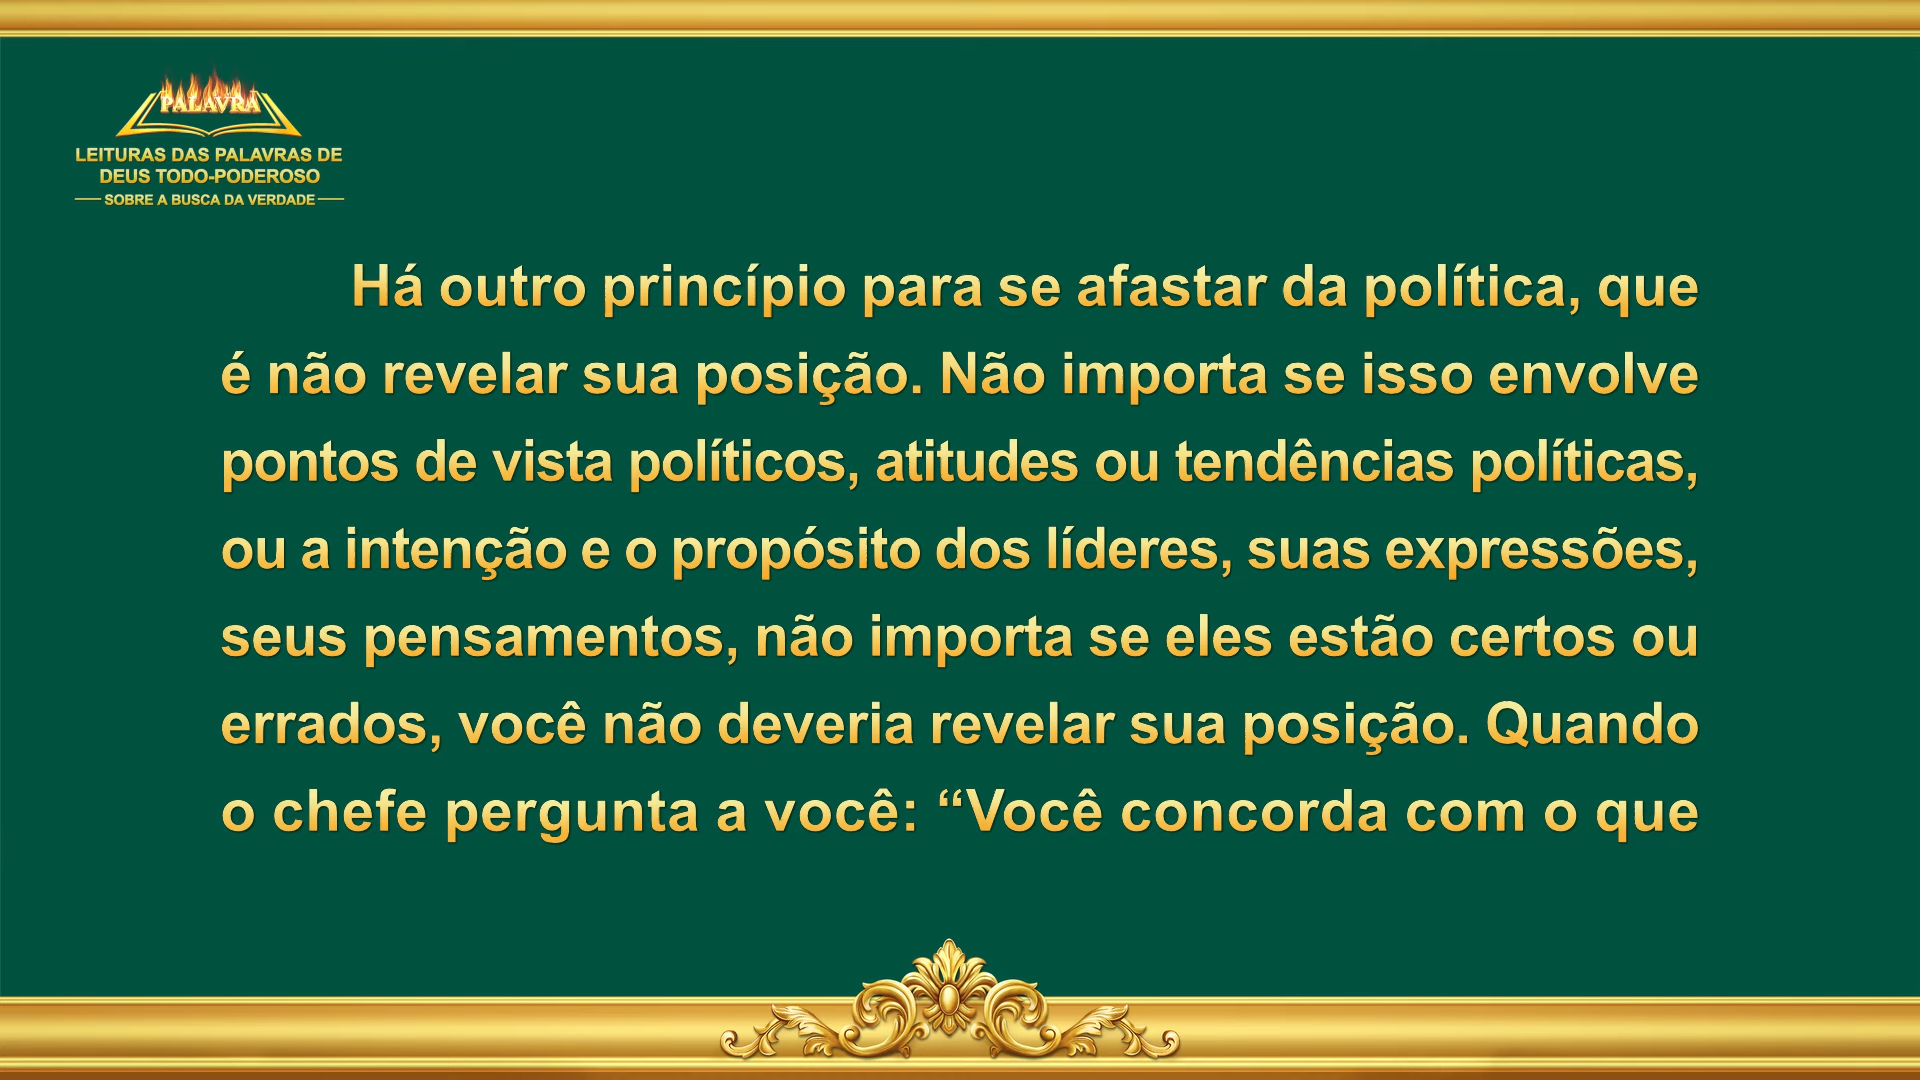 PALAVRA
LEITURAS DAS PALAVRAS DE
DEUS TODO-PODEROSO
SOBRE A BUSCA DA VERDADE
Há outro princípio para se afastar da política, que
é não revelar sua posição. Não importa se isso envolve
pontos de vista políticos, atitudes ou tendências políticas,
ou a intenção e o propósito dos líderes, suas expressões,
seus pensamentos, não importa se eles estão certos ou
errados, você não deveria revelar sua posição. Quando
o chefe pergunta a você: “Você concorda com o que